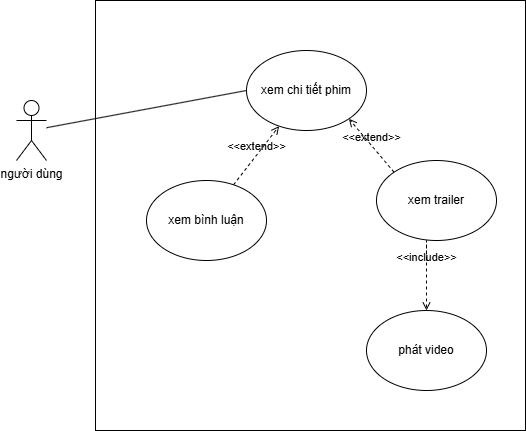 xem chi tiết phim
<<extend>>
<<extend>>
người dùng
xem bình luận
xem trailer
<<include>>
phát video